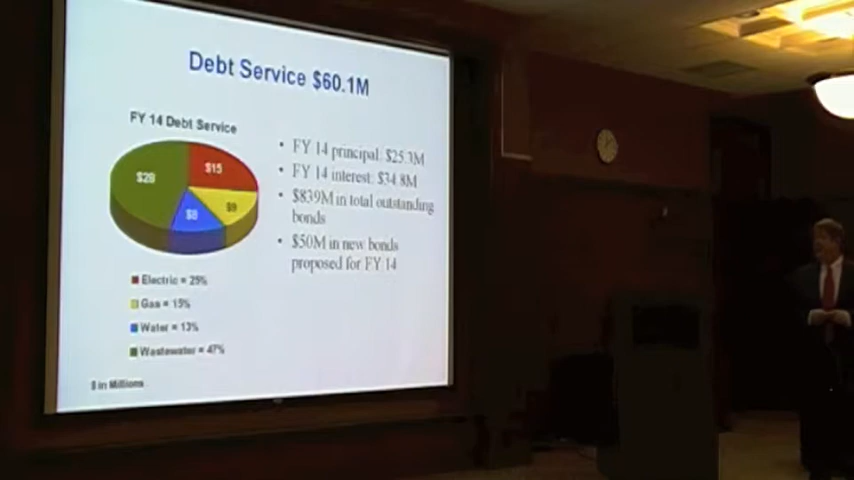 Debt Service $60.1M
FY 14 Debt Service
$15
$28
$9
$8
Electric = 25%
Gas = 15%
Water = 13%
Wastewater = 47%
$ in Millions
• FY 14 principal: $25.3M
• FY 14 interest: $34.8M
• $839M in total outstanding
bonds
• $50M in new bonds
proposed for FY 14